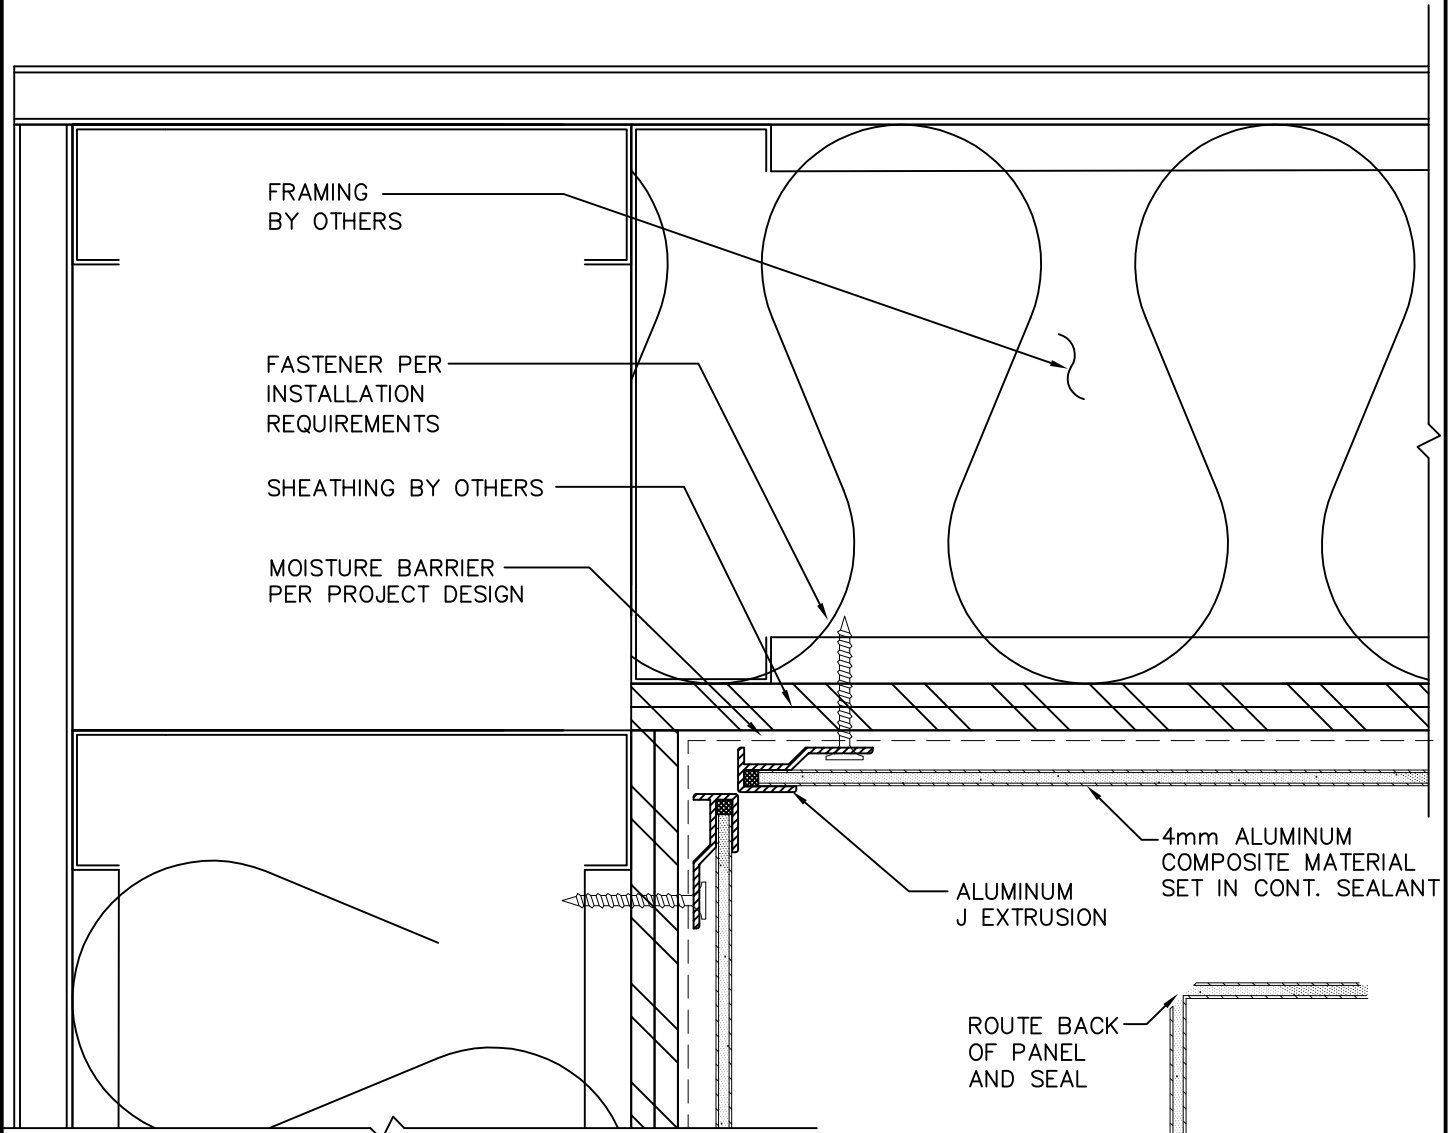 FRAMING
BY OTHERS
FASTENER PER
INSTALLATION
REQUIREMENTS
SHEATHING BY OTHERS
MOISTURE BARRIER
PER PROJECT DESIGN
4mm ALUMINUM
COMPOSITE MATERIAL
SET IN CONT. SEALANT
ALUMINUM
J EXTRUSION
ROUTE BACK
OF PANEL
AND SEAL